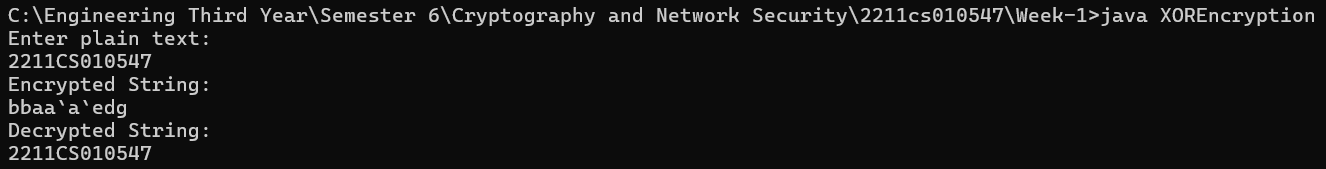 C:\Engineering Third Year\Semester 6\Cryptography and Network Security\2211cs010547\Week-1>java XOREncryption
Enter plain text:
2211CS010547
Encrypted String:
bbaa`a`edg
Decrypted String:
2211CS010547